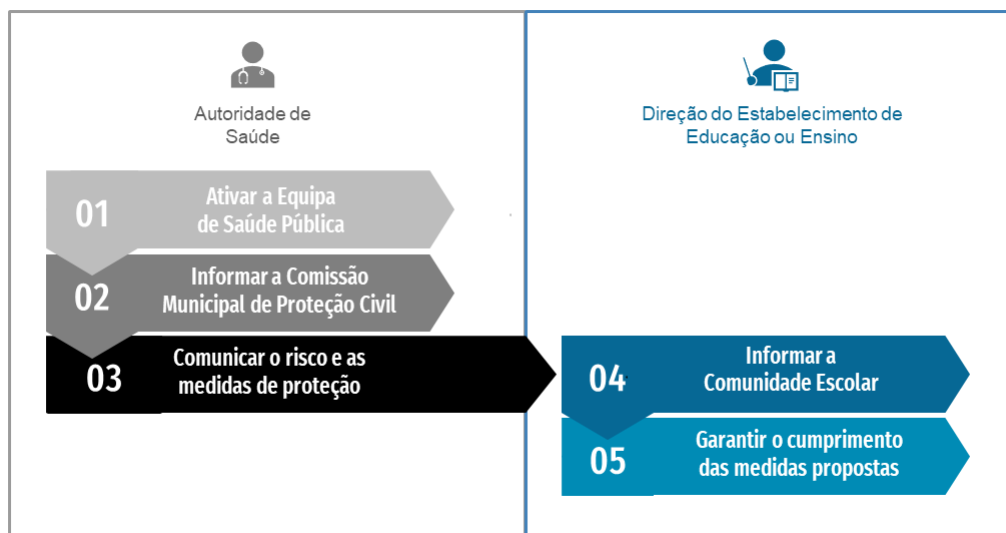 Autoridade de
Saúde
Direção do Estabelecimento de
Educação ou Ensino
01
Ativar a Equipa
de Saúde Pública
02
Informar a Comissão
Municipal de Proteção Civil
03
Comunicar o risco e as
medidas de proteção
04
Informar a
Comunidade Escolar
05
Garantir o cumprimento
das medidas propostas